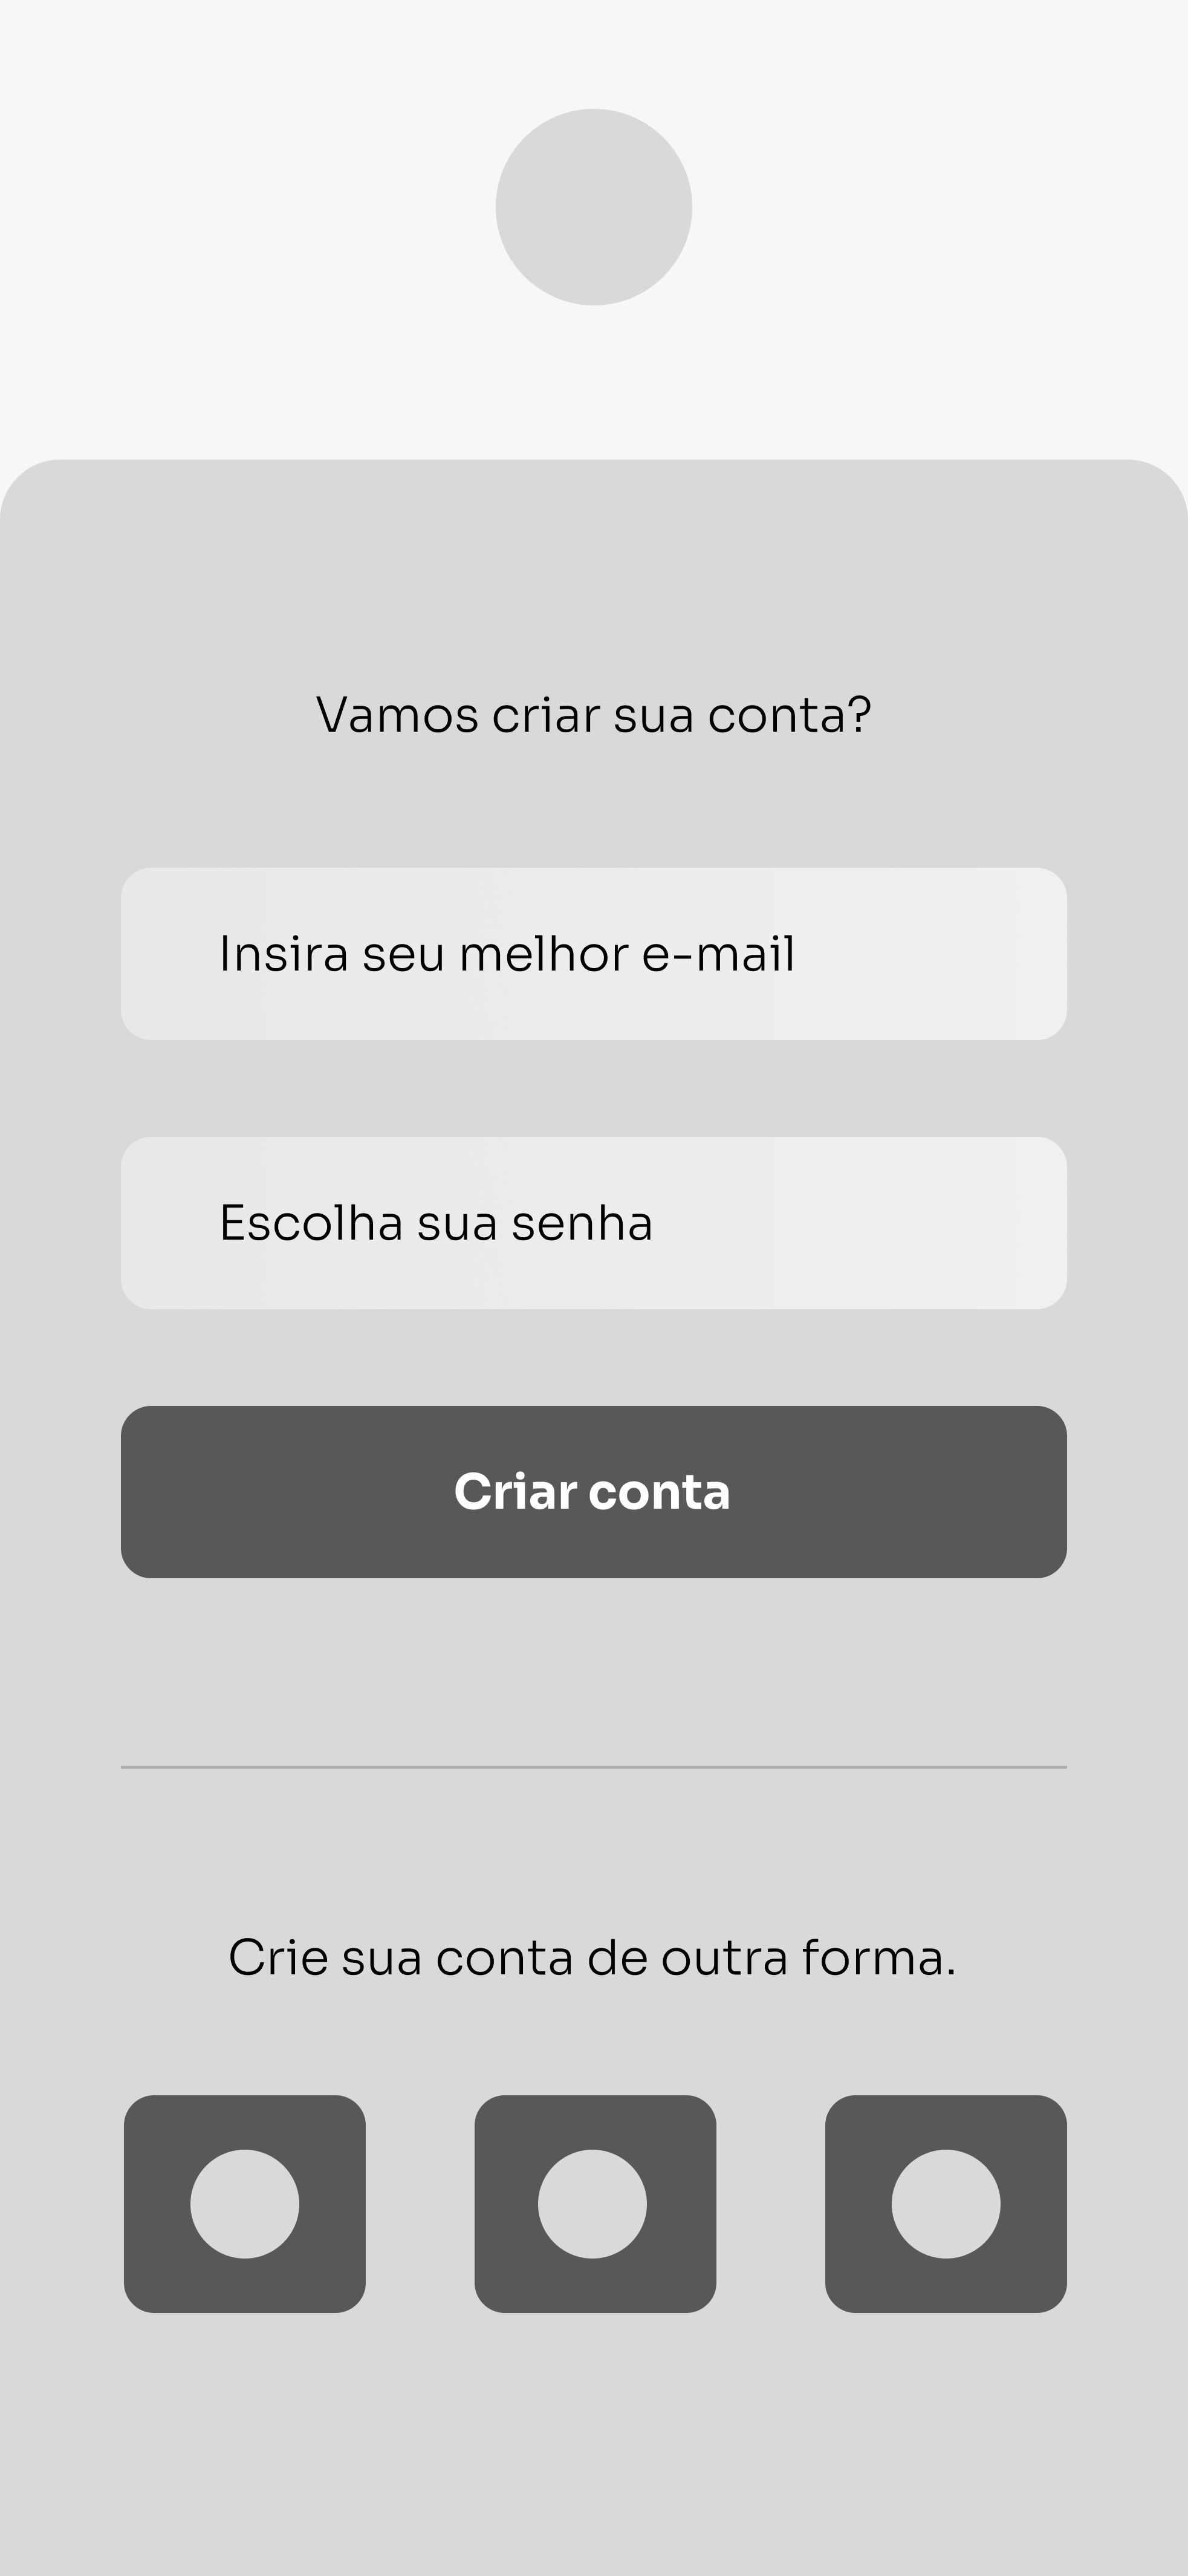 Vamos criar sua conta?
Insira seu melhor e-mail
Escolha sua senha
Criar conta
Crie sua conta de outra forma.